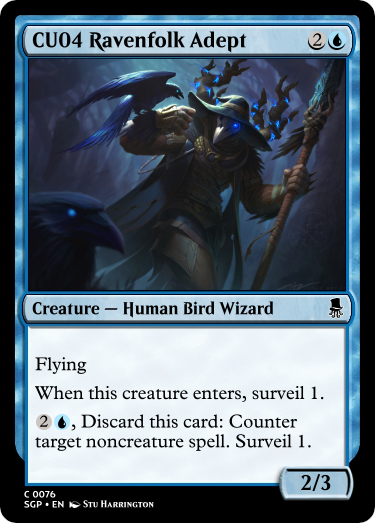 CU04 Ravenfolk Adept 2
Creature — Human Bird Wizard
Flying
When this creature enters, surveil 1.
2, Discard this card: Counter
target noncreature spell. Surveil 1.
2/3
C 0076
SGP • EN Stu Harrington